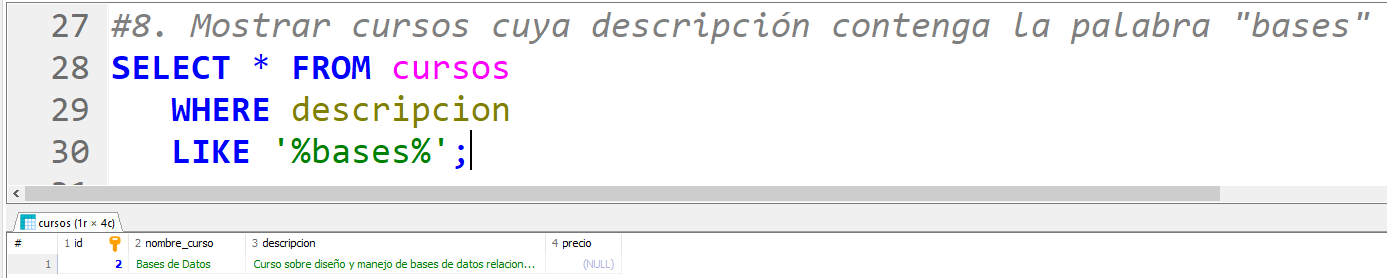 27 #8. Mostrar cursos cuya descripción contenga la palabra "bases"
28 SELECT * FROM cursos
29 WHERE descripcion
30 LIKE '%bases%';
cursos (1r × 4c)
# 1 id 2 nombre_curso 3 descripcion 4 precio
1 2 Bases de Datos Curso sobre diseño y manejo de bases de datos relacion... (NULL)